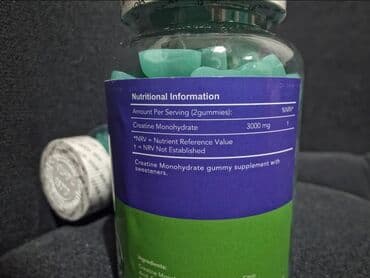 Nutritional Information
Amount Per Serving (2gummies): %NRV*
Creatine Monohydrate 3000 mg †
*NRV = Nutrient Reference Value
† = NRV Not Established
Creatine Monohydrate gummy supplement with
sweeteners.
Ingredients: